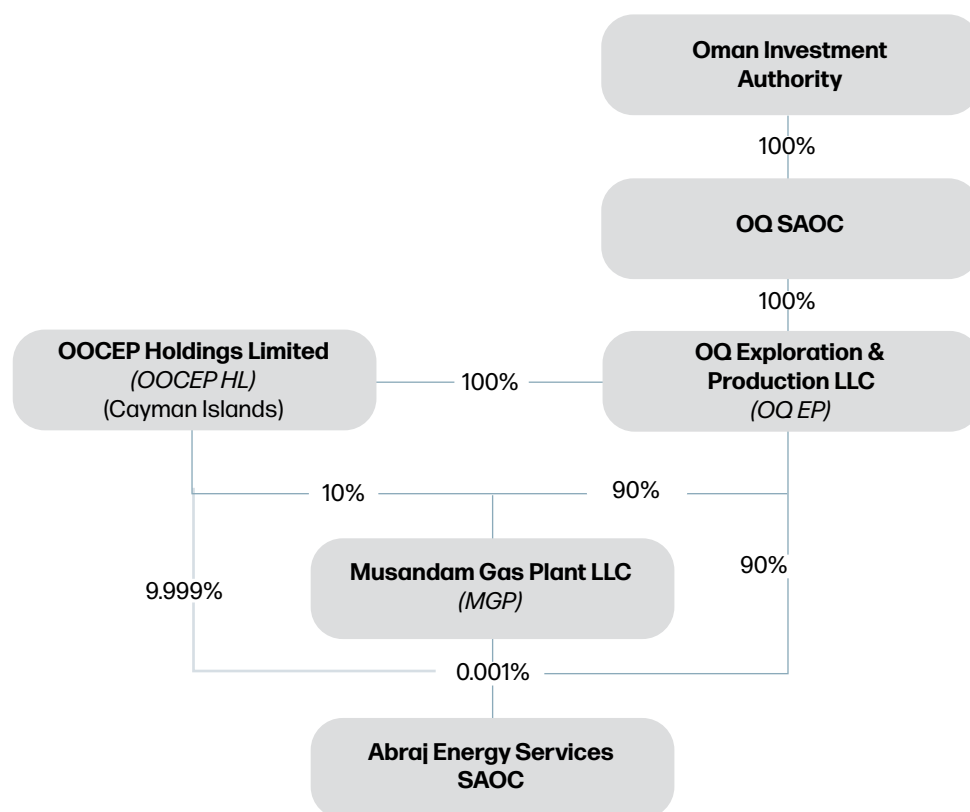 Oman Investment
Authority
100%
OQ SAOC
100%
OOCEP Holdings Limited
(OOCEP HL)
(Cayman Islands)
100%
OQ Exploration &
Production LLC
(OQ EP)
10%
90%
Musandam Gas Plant LLC
(MGP)
9.999%
90%
0.001%
Abraj Energy Services
SAOC